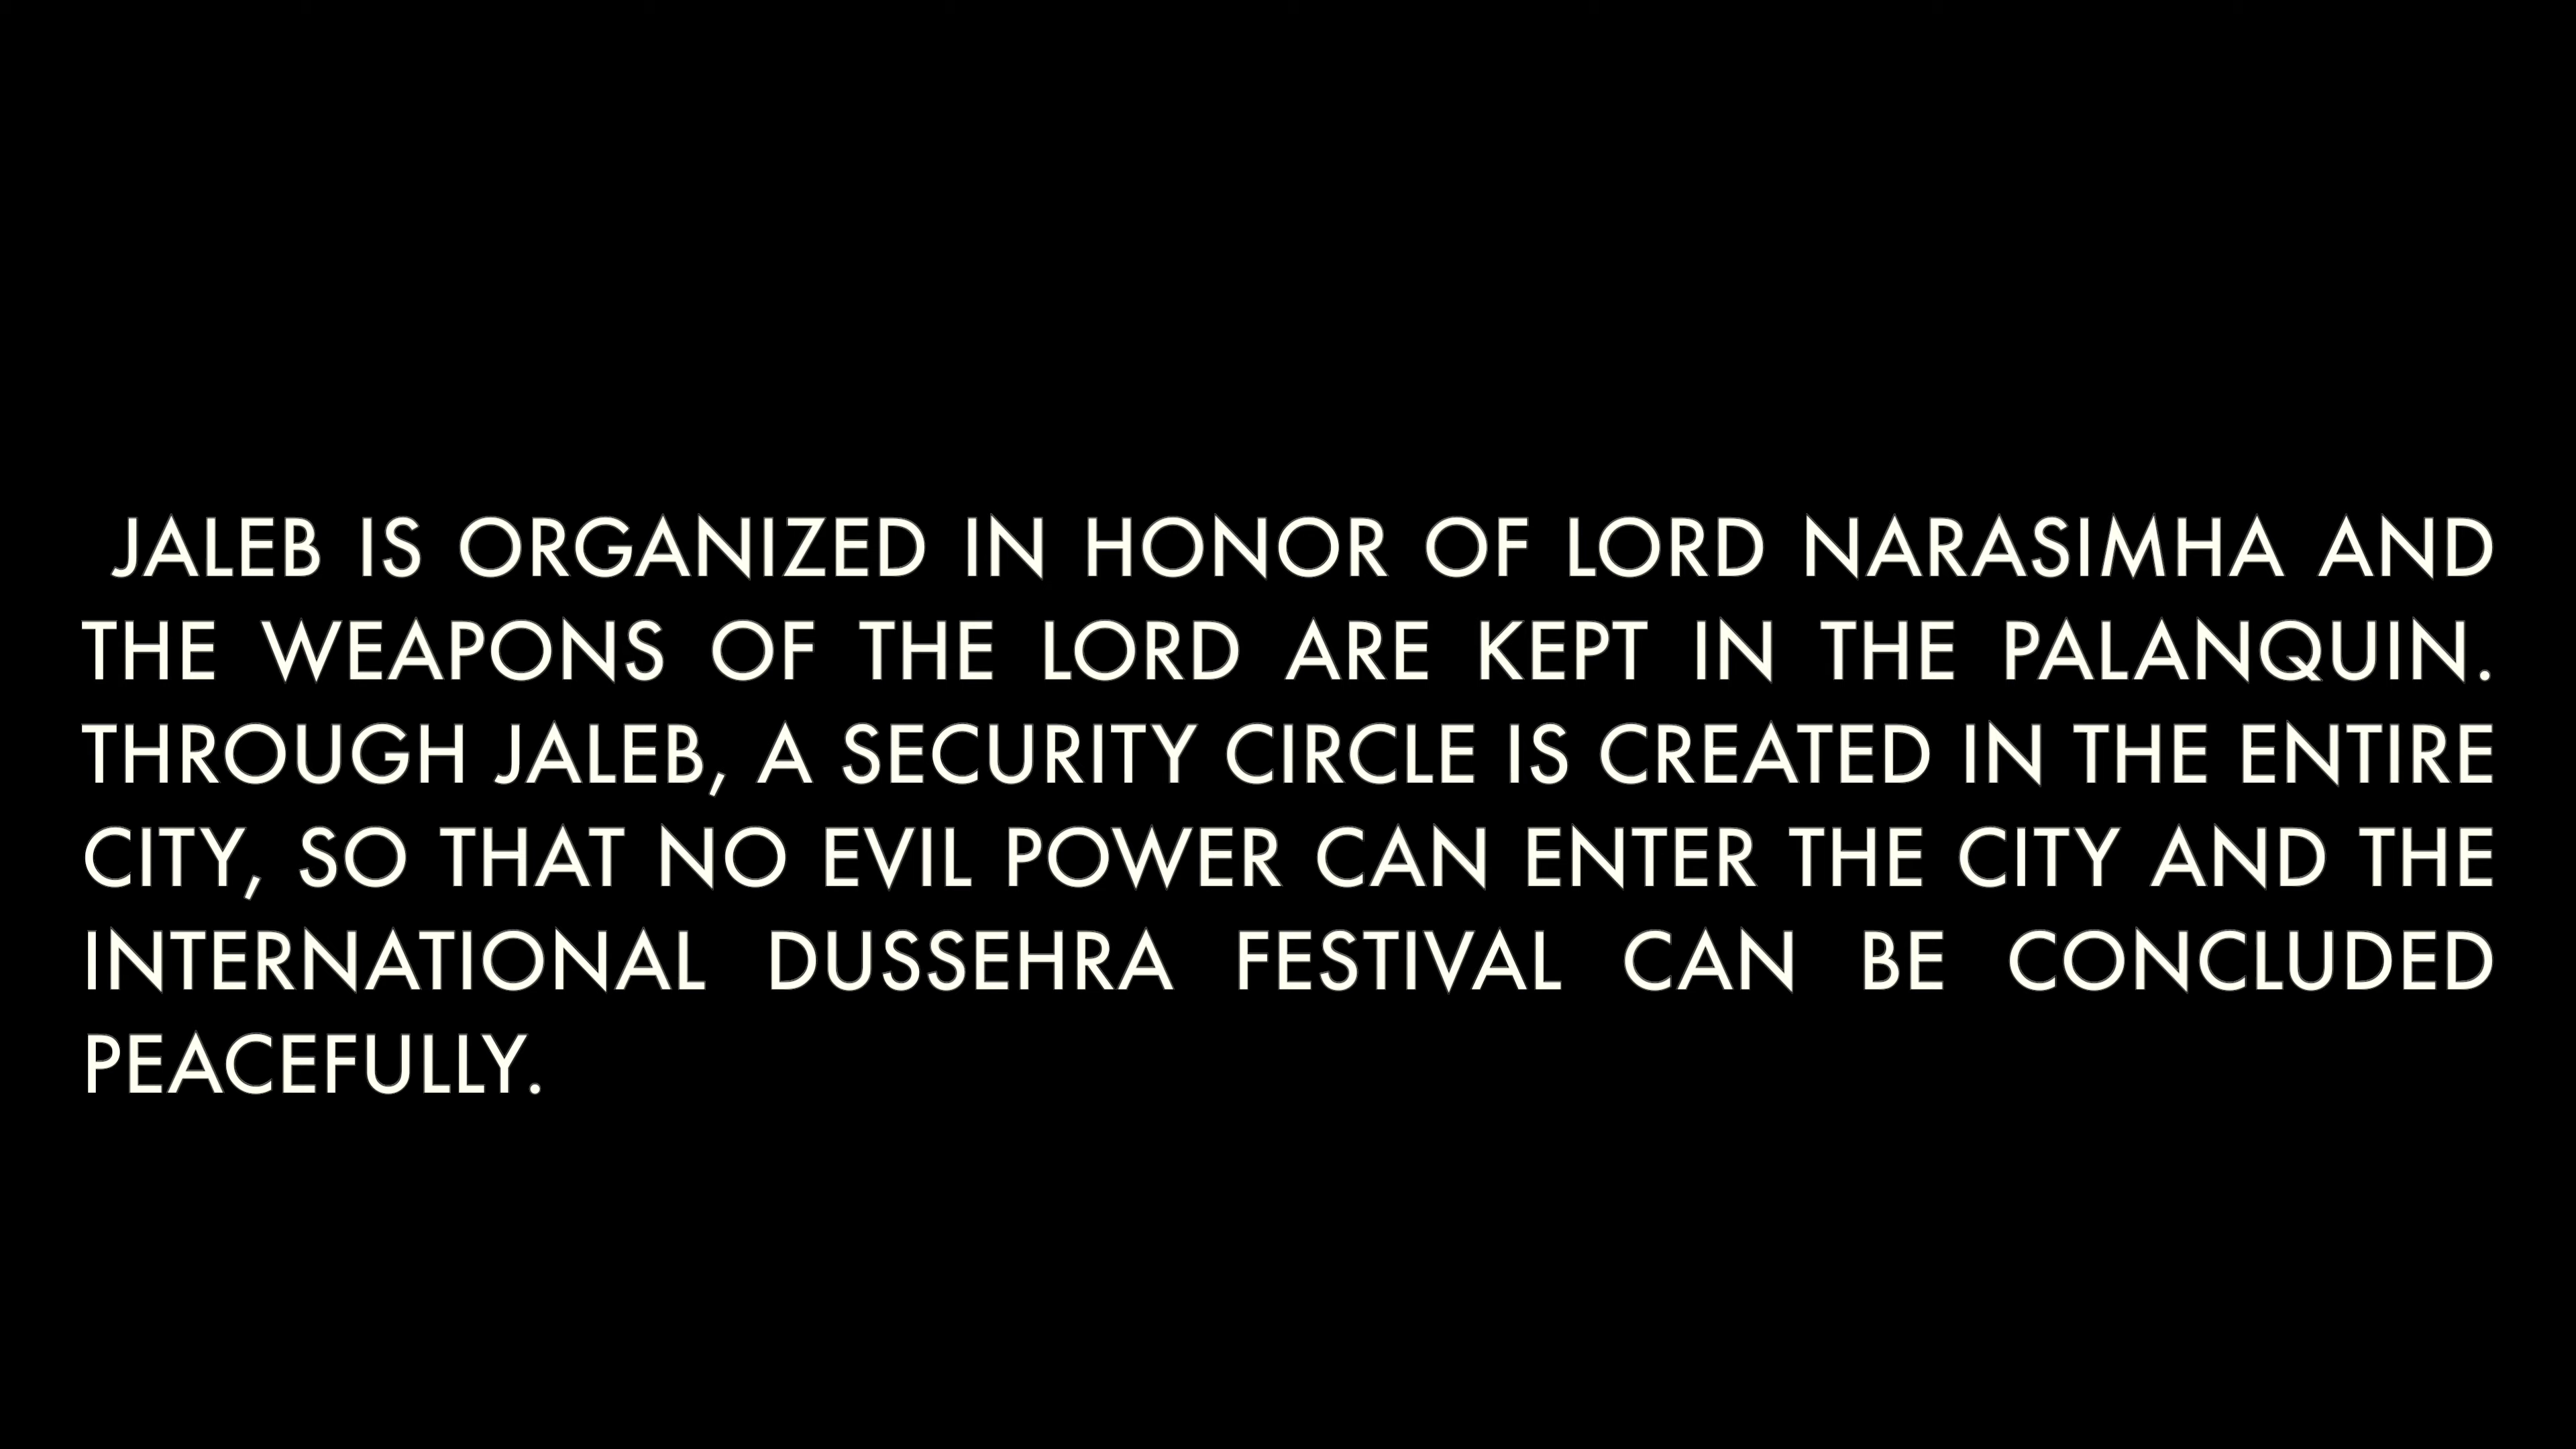 JALEB IS ORGANIZED IN HONOR OF LORD NARASIMHA AND
THE WEAPONS OF THE LORD ARE KEPT IN THE PALANQUIN.
THROUGH JALEB, A SECURITY CIRCLE IS CREATED IN THE ENTIRE
CITY, SO THAT NO EVIL POWER CAN ENTER THE CITY AND THE
INTERNATIONAL DUSSEHRA FESTIVAL CAN BE CONCLUDED
PEACEFULLY.